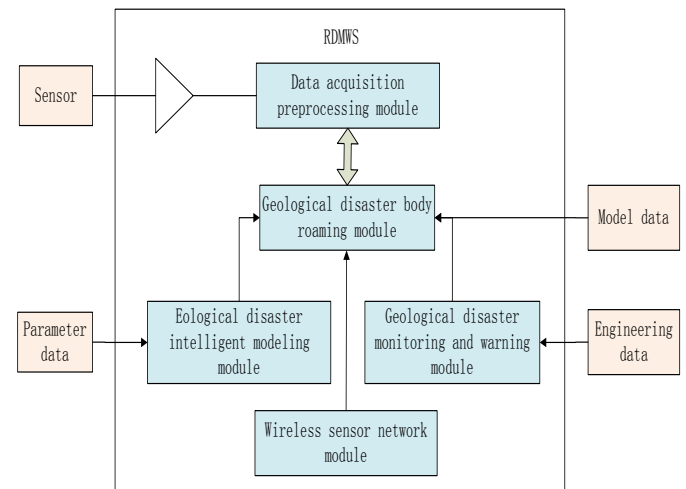 RDMWS
Sensor
Data acquisition
preprocessing module
Geological disaster body
roaming module
Model data
Parameter
data
Eological disaster
intelligent modeling
module
Geological disaster
monitoring and warning
module
Engineering
data
Wireless sensor network
module